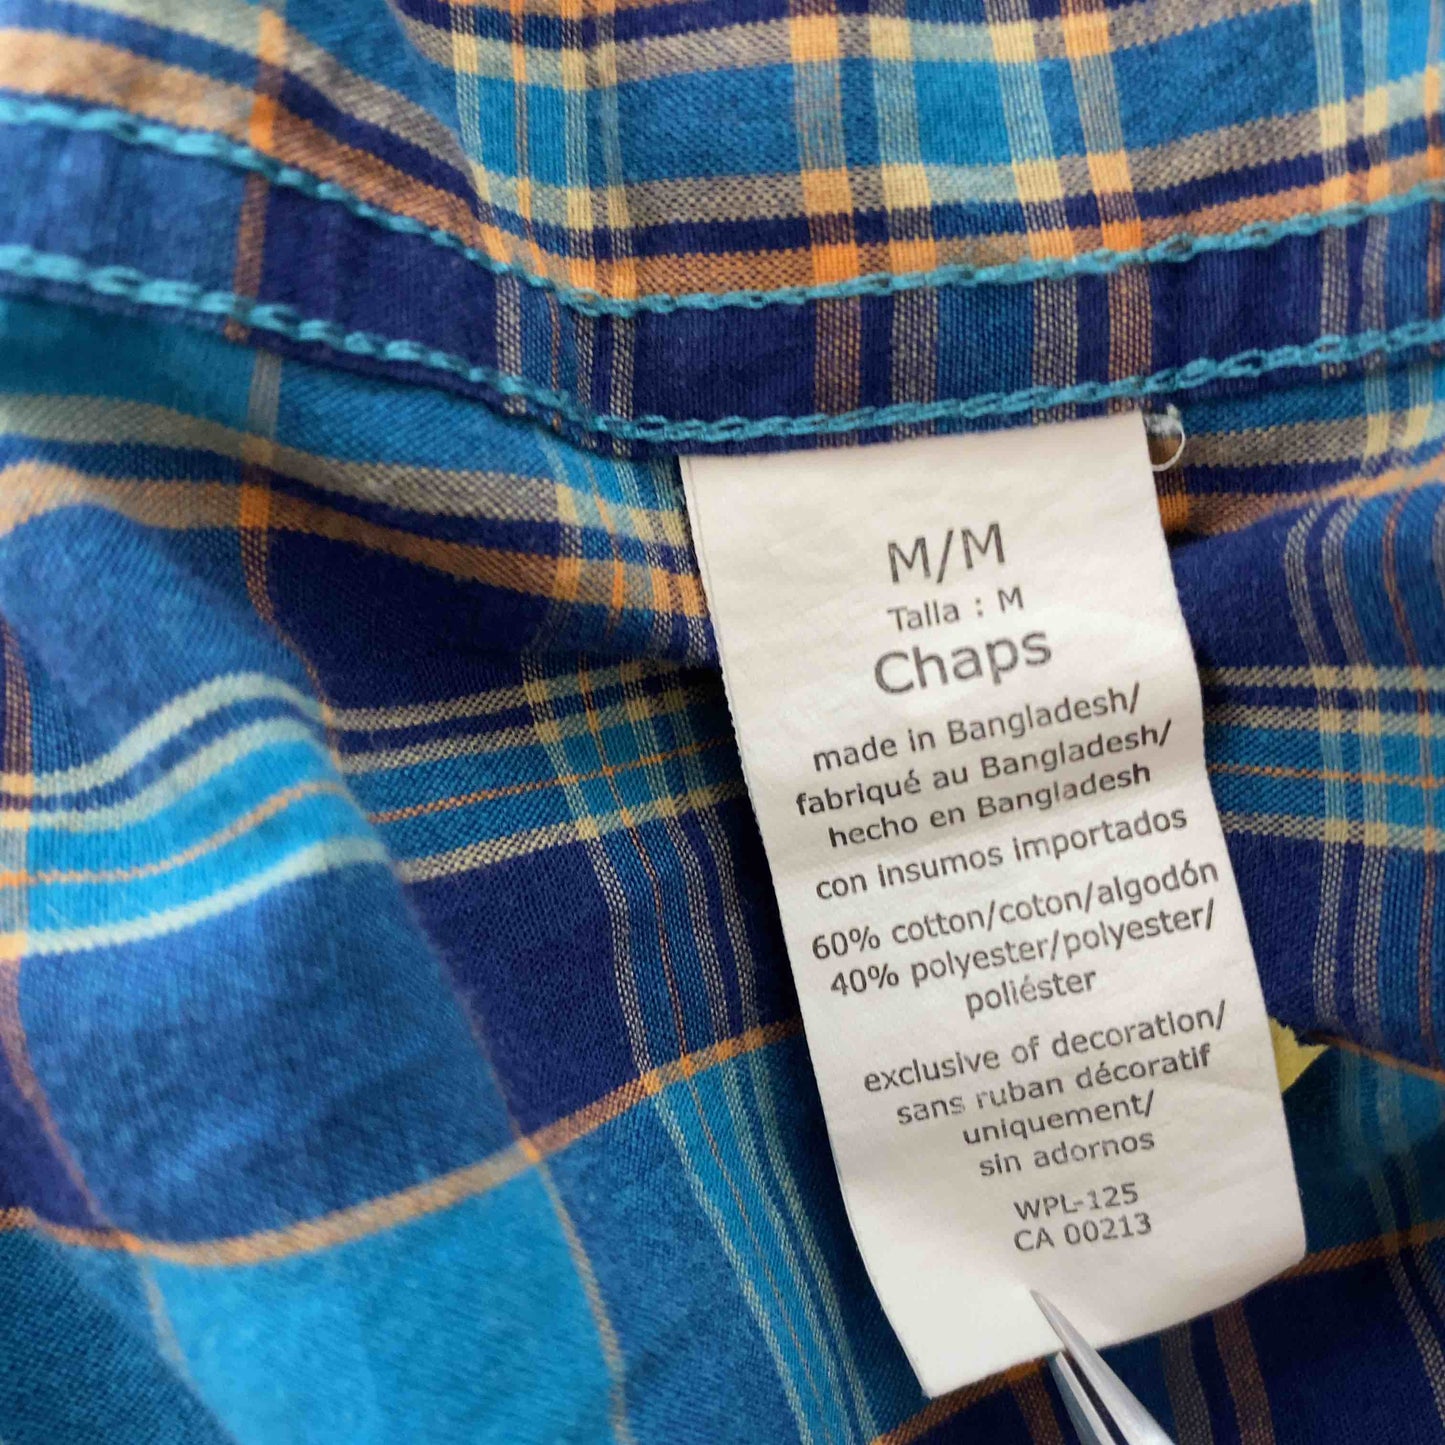 M/M
Talla : M
Chaps
made in Bangladesh/
fabriqué au Bangladesh/
hecho en Bangladesh
con insumos importados
60% cotton/coton/algodón
40% polyester/polyester/
poliéster
exclusive of decoration/
sans ruban décoratif
uniquement/
sin adornos
WPL-125
CA 00213